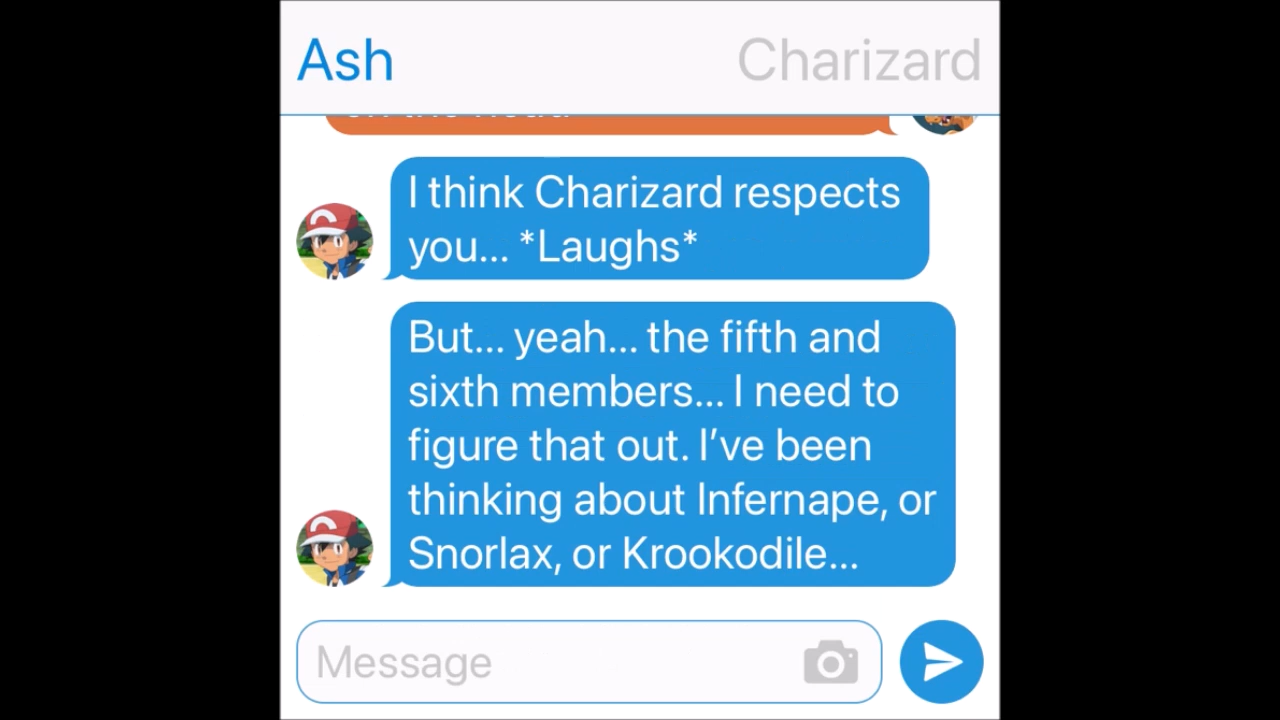 Ash
Charizard
I think Charizard respects
you... *Laughs*
But... yeah... the fifth and
sixth members... I need to
figure that out. I've been
thinking about Infernape, or
Snorlax, or Krookodile...
Message